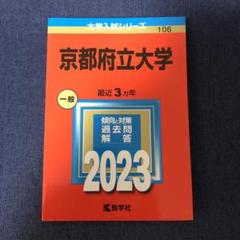 大学入試シリーズ
106
京都府立大学
一般
最近3カ年
傾向と対策
過去問
解答
2023
教学社